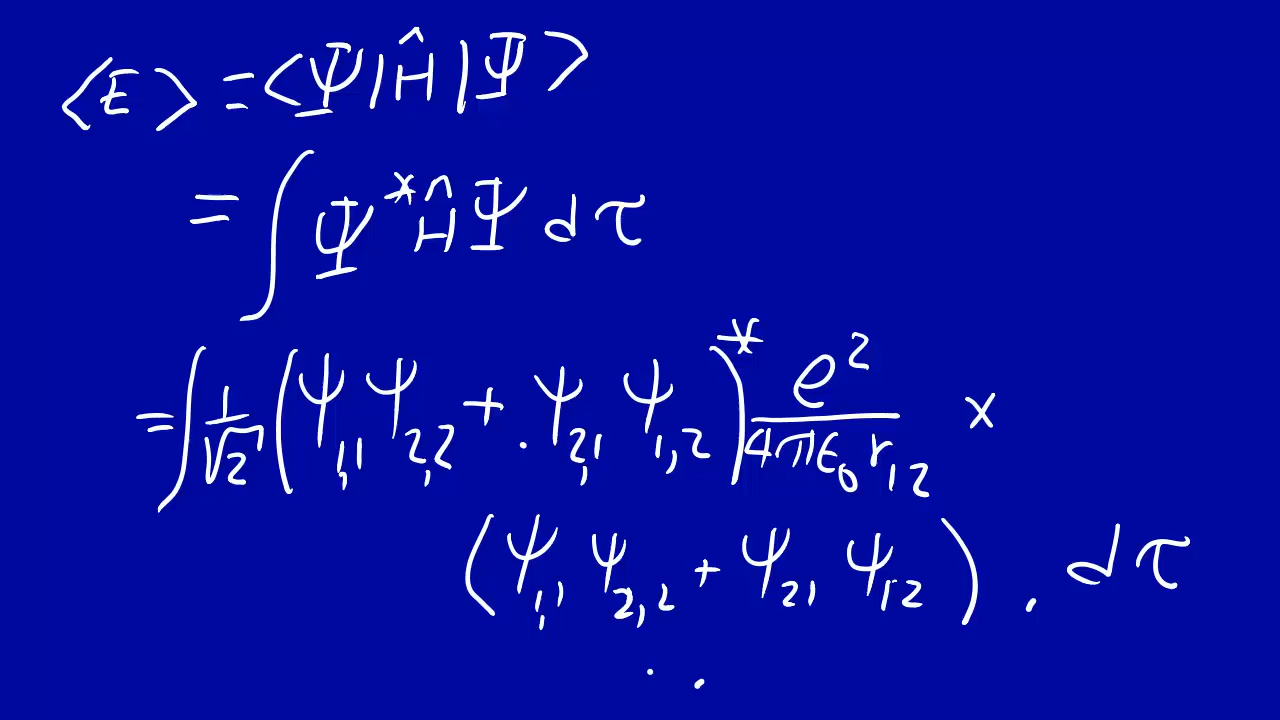 ⟨E⟩ = ⟨Ψ|Ĥ|Ψ⟩
= ∫ Ψ*ĤΨ dτ
= ∫ 1/√2 (ψ₁,₁ ψ₂,₂ + ψ₂,₁ ψ₁,₂)* e²/4πϵ₀r₁₂ ×
(ψ₁,₁ ψ₂,₂ + ψ₂₁ ψ₁₂) dτ